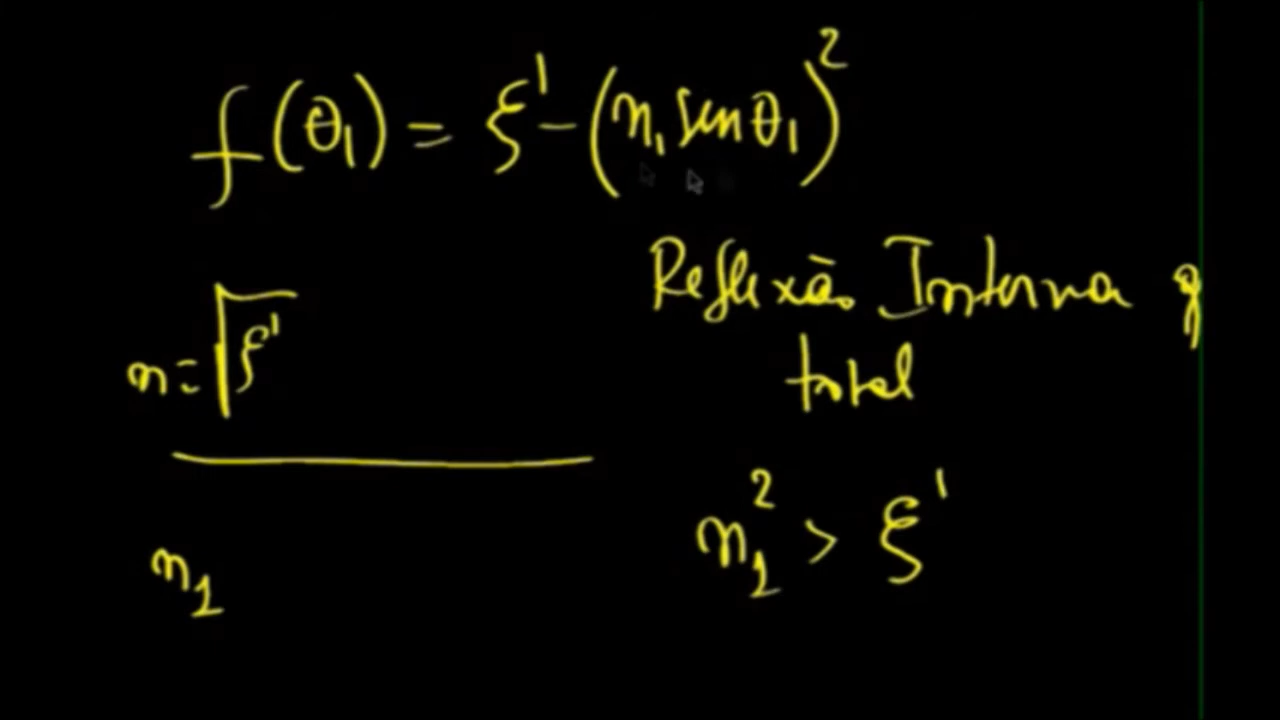 f(θ₁) = ξ' - (n₁ sen θ₁)²
Reflexão Interna
total
n = √ξ'
n₁² > ξ'
n₁